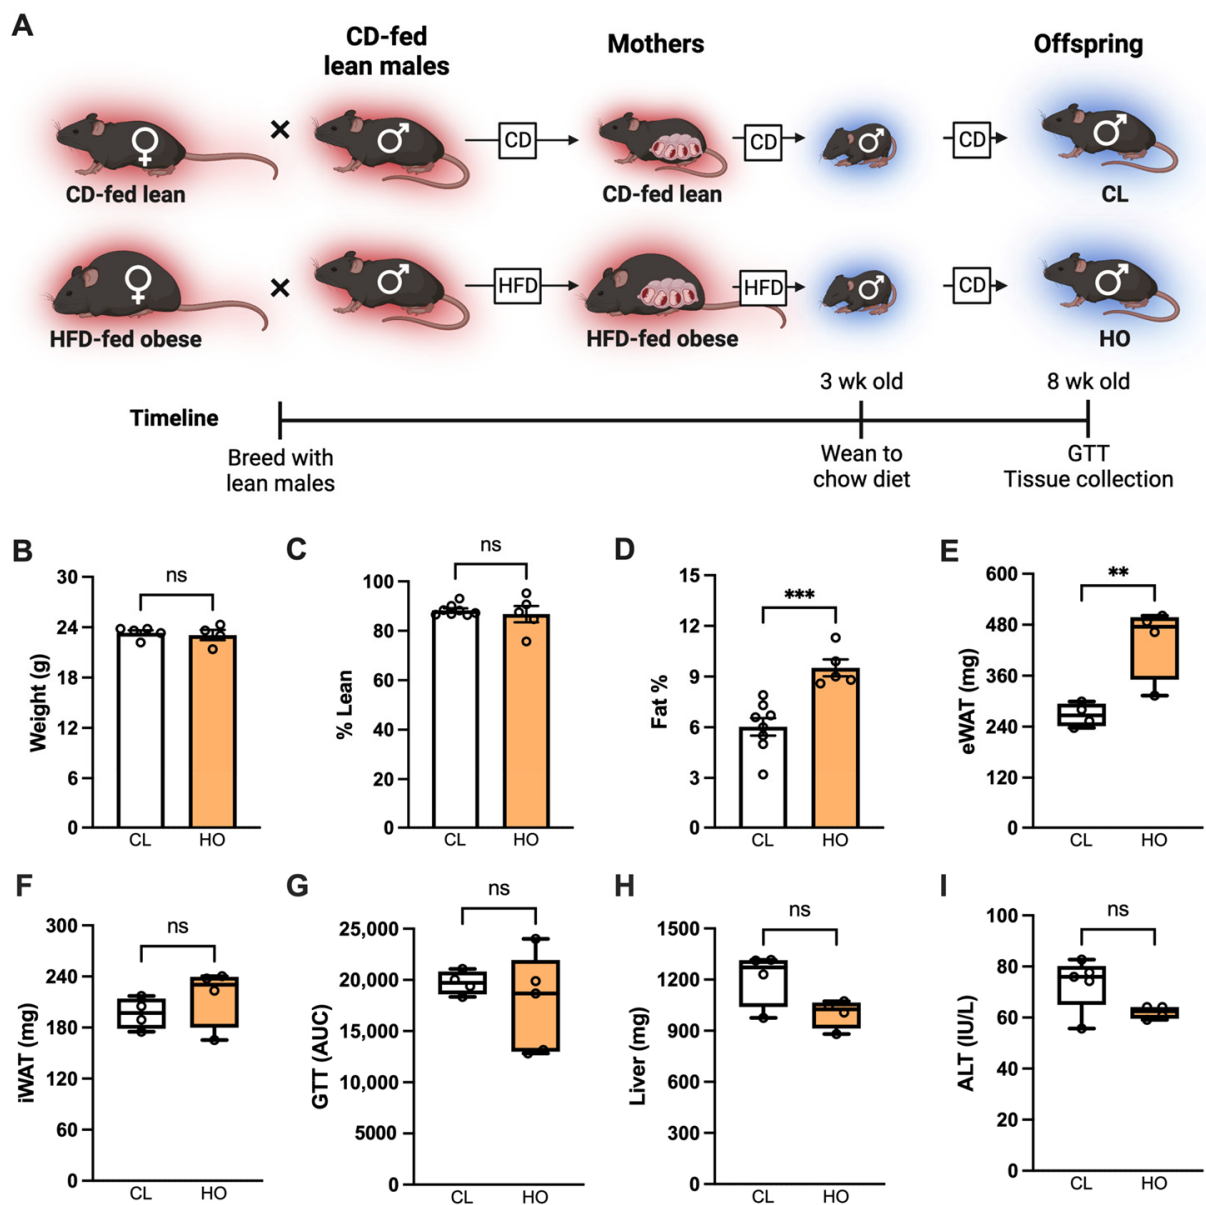 A
CD-fed
lean males
Mothers
Offspring
♀
×
♂
CD
CD
♂
CD
♂
CD-fed lean
CD-fed lean
CL
♀
×
♂
HFD
HFD
♂
CD
♂
HFD-fed obese
HFD-fed obese
HO
3 wk old
8 wk old
Timeline
Breed with
lean males
Wean to
chow diet
GTT
Tissue collection
B
ns
Weight (g)
30
24
18
12
6
0
CL
HO
C
ns
% Lean
100
80
60
40
20
0
CL
HO
D
***
Fat %
15
12
9
6
3
0
CL
HO
E
**
eWAT (mg)
600
480
360
240
120
0
CL
HO
F
ns
iWAT (mg)
300
240
180
120
60
0
CL
HO
G
ns
GTT (AUC)
25,000
20,000
15,000
10,000
5000
0
CL
HO
H
ns
Liver (mg)
1500
1200
900
600
300
0
CL
HO
I
ns
ALT (IU/L)
100
80
60
40
20
0
CL
HO